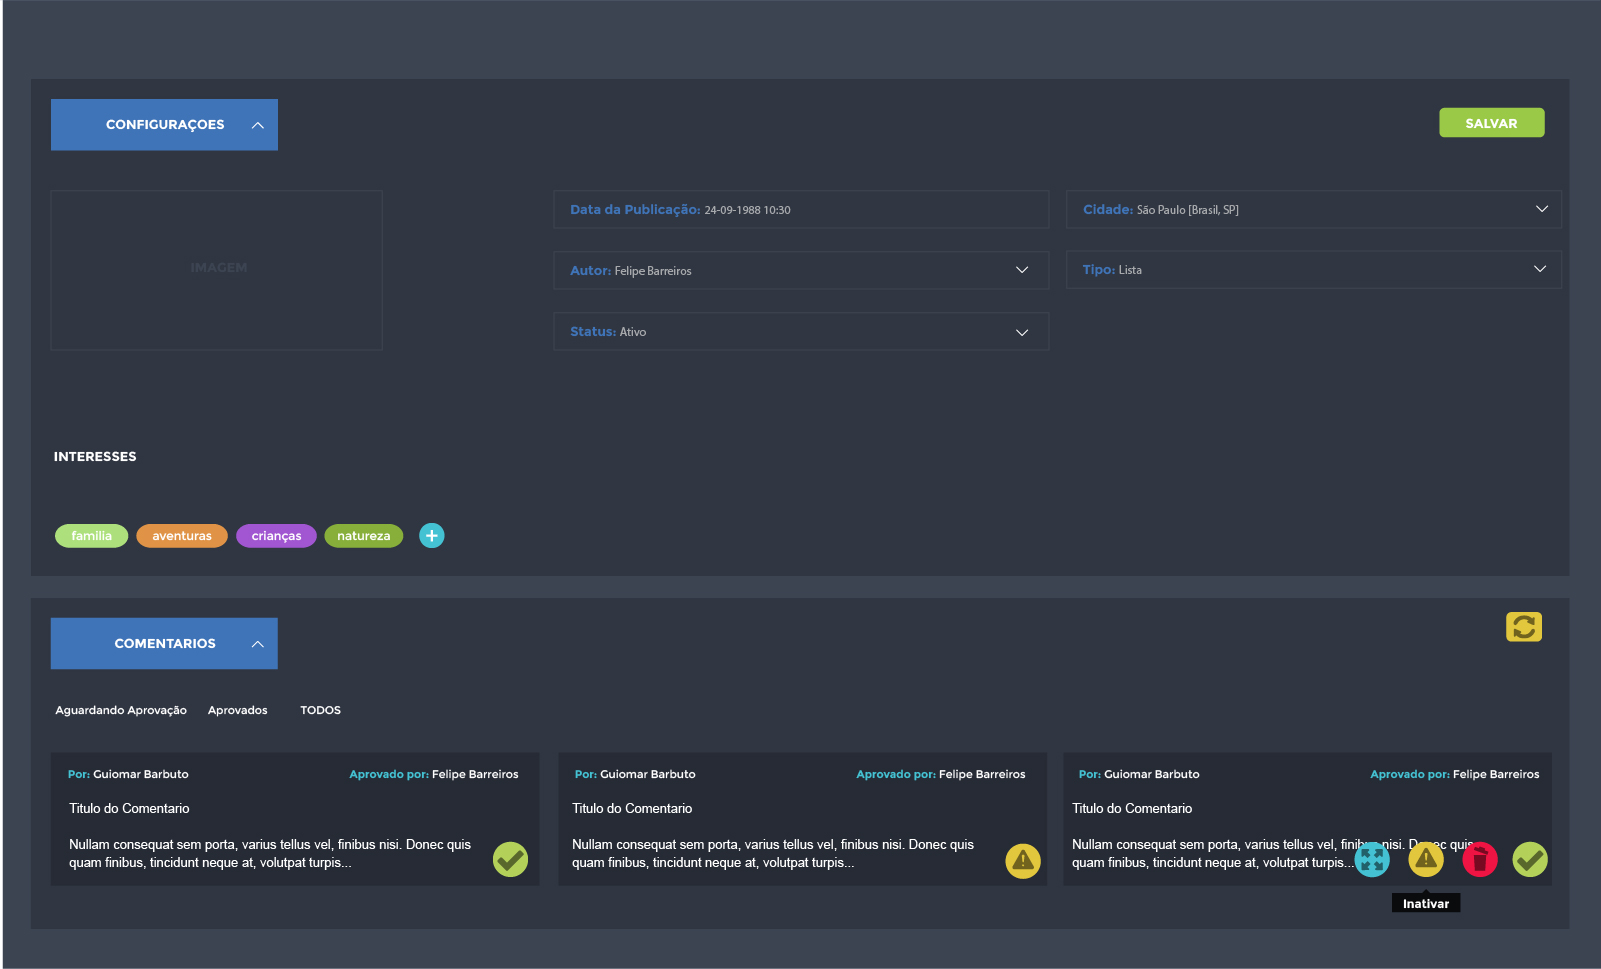 CONFIGURAÇOES
SALVAR
IMAGEM
Data da Publicação: 24-09-1988 10:30
Cidade: São Paulo [Brasil, SP]
Autor: Felipe Barreiros
Tipo: Lista
Status: Ativo
INTERESSES
familia
aventuras
crianças
natureza
COMENTARIOS
Aguardando Aprovação
Aprovados
TODOS
Por: Guiomar Barbuto
Aprovado por: Felipe Barreiros
Titulo do Comentario
Nullam consequat sem porta, varius tellus vel, finibus nisi. Donec quis
quam finibus, tincidunt neque at, volutpat turpis...
Por: Guiomar Barbuto
Aprovado por: Felipe Barreiros
Titulo do Comentario
Nullam consequat sem porta, varius tellus vel, finibus nisi. Donec quis
quam finibus, tincidunt neque at, volutpat turpis...
Por: Guiomar Barbuto
Aprovado por: Felipe Barreiros
Titulo do Comentario
Nullam consequat sem porta, varius tellus vel, finibus nisi. Donec quis
quam finibus, tincidunt neque at, volutpat turpis...
Inativar